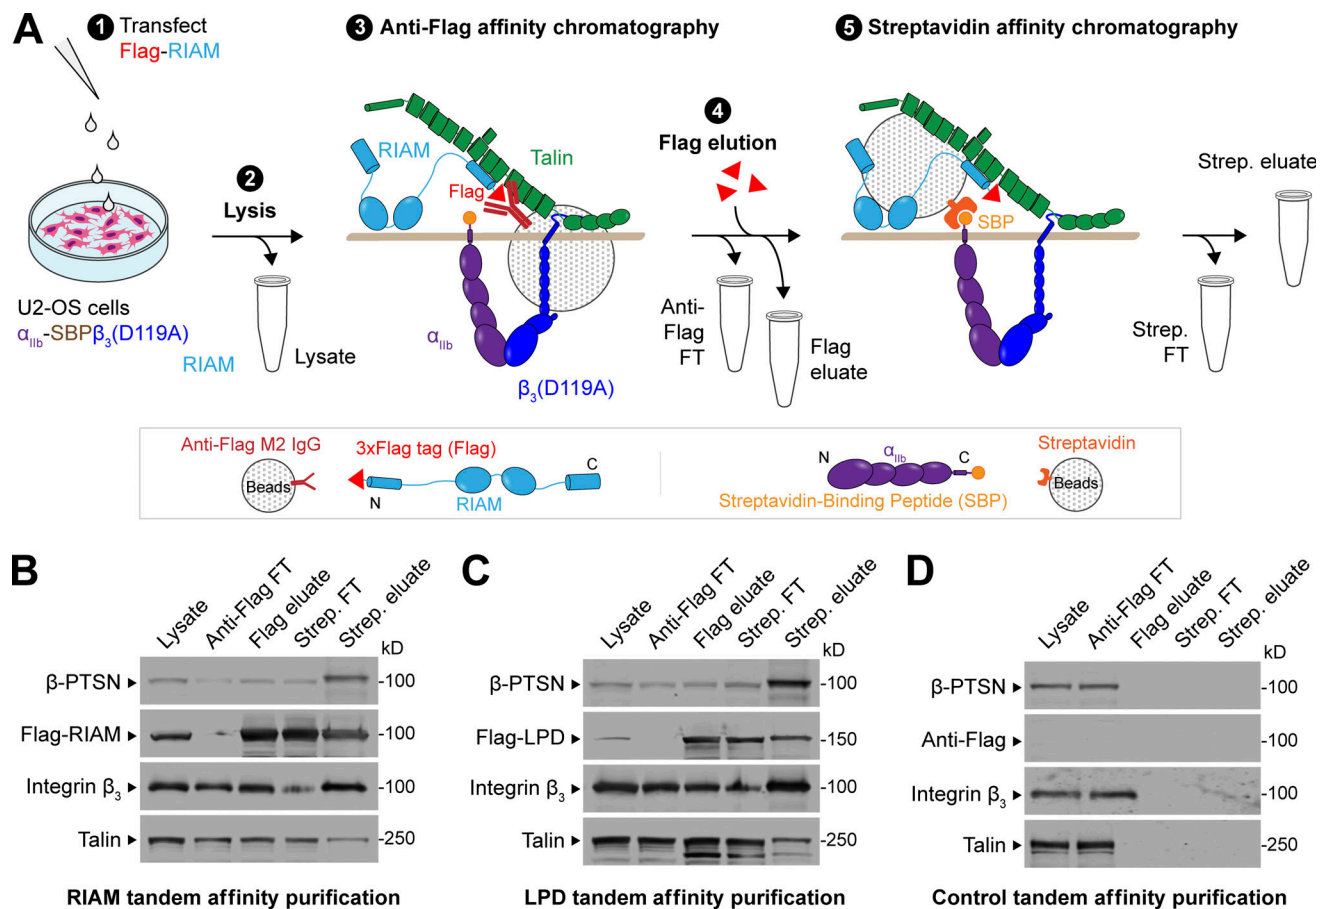 A
1 Transfect
Flag-RIAM
3 Anti-Flag affinity chromatography
5 Streptavidin affinity chromatography
2
Lysis
RIAM
Talin
Flag
4
Flag elution
SBP
Strep. eluate
U2-OS cells
αIIb-SBPβ3(D119A)
RIAM
Lysate
αIIb
β3(D119A)
Anti-
Flag
FT
Flag
eluate
Strep.
FT
Anti-Flag M2 IgG
Beads
3xFlag tag (Flag)
N
RIAM
C
N
αIIb
C
Streptavidin-Binding Peptide (SBP)
Streptavidin
Beads
B
Lysate
Anti-Flag FT
Flag eluate
Strep. FT
Strep. eluate
kD
β-PTSN
-100
Flag-RIAM
-100
Integrin β3
-100
Talin
-250
RIAM tandem affinity purification
C
Lysate
Anti-Flag FT
Flag eluate
Strep. FT
Strep. eluate
kD
β-PTSN
-100
Flag-LPD
-150
Integrin β3
-100
Talin
-250
LPD tandem affinity purification
D
Lysate
Anti-Flag FT
Flag eluate
Strep. FT
Strep. eluate
kD
β-PTSN
-100
Anti-Flag
-100
Integrin β3
-100
Talin
-250
Control tandem affinity purification